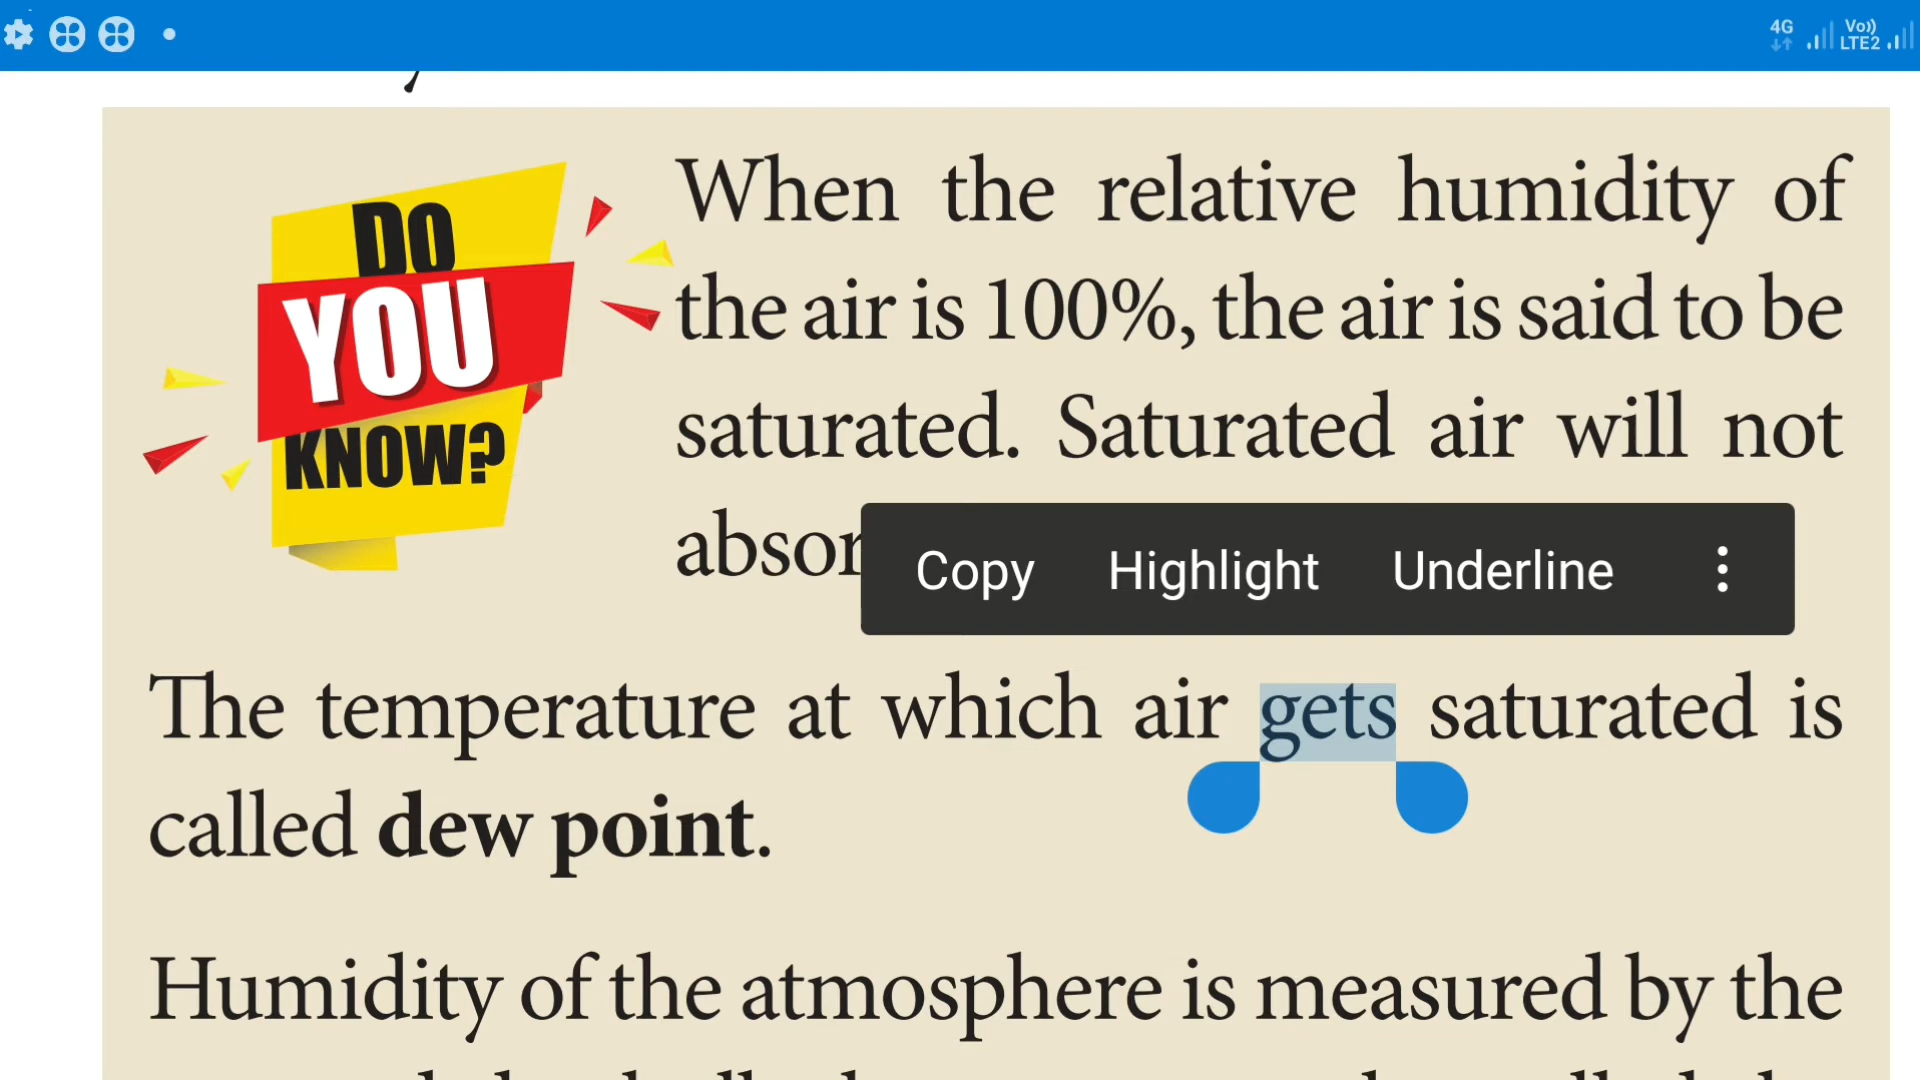 4G
Vo))
LTE2
DO
YOU
KNOW?
When the relative humidity of
the air is 100%, the air is said to be
saturated. Saturated air will not
Copy Highlight Underline
The temperature at which air gets saturated is
called dew point.
Humidity of the atmosphere is measured by the